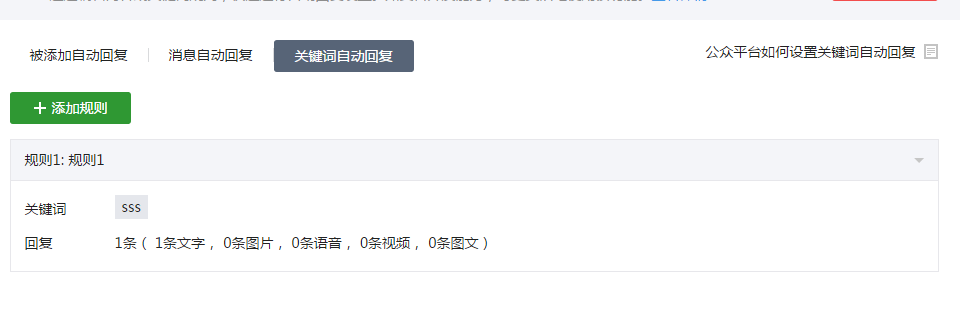 被添加自动回复
消息自动回复
关键词自动回复
公众平台如何设置关键词自动回复
添加规则
规则1: 规则1
关键词 sss
回复 1条（ 1条文字， 0条图片， 0条语音， 0条视频， 0条图文）